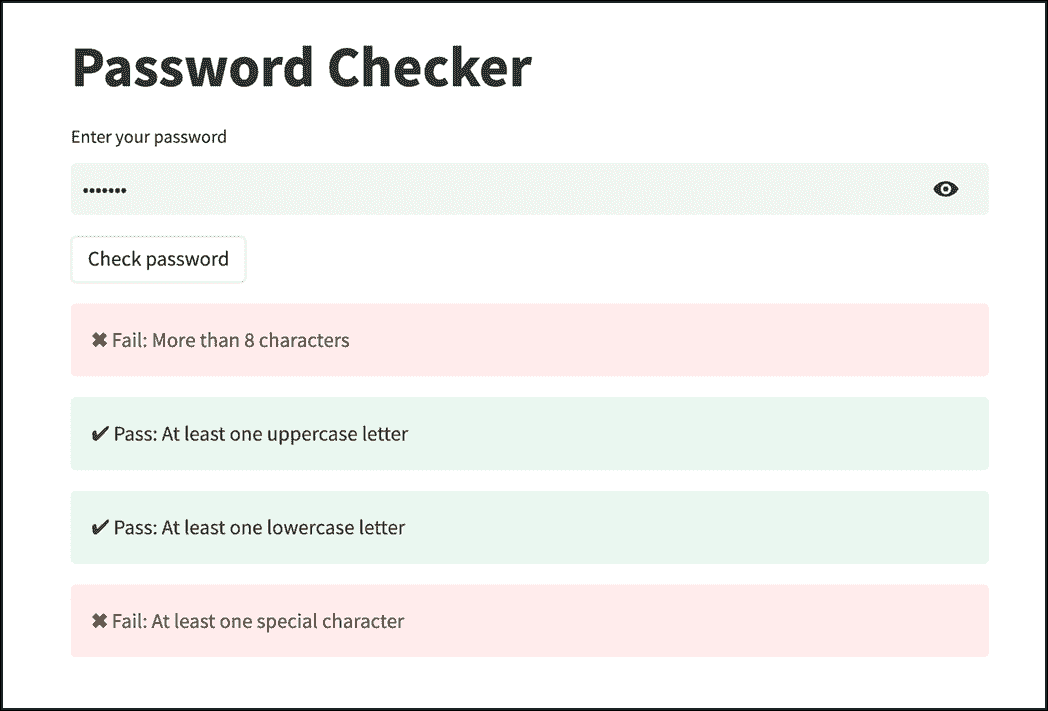 Password Checker
Enter your password
•••••••
Check password
✖ Fail: More than 8 characters
✔ Pass: At least one uppercase letter
✔ Pass: At least one lowercase letter
✖ Fail: At least one special character